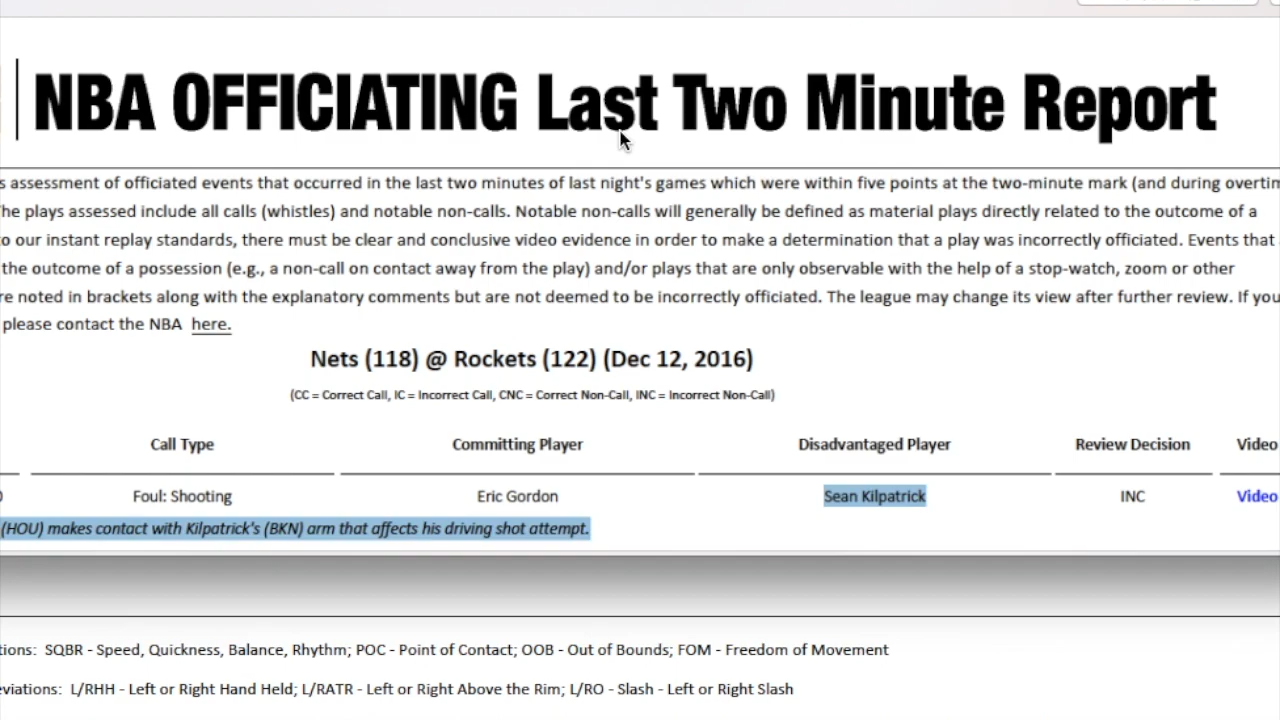 NBA OFFICIATING Last Two Minute Report
s assessment of officiated events that occurred in the last two minutes of last night's games which were within five points at the two-minute mark (and during overtim
he plays assessed include all calls (whistles) and notable non-calls. Notable non-calls will generally be defined as material plays directly related to the outcome of a
o our instant replay standards, there must be clear and conclusive video evidence in order to make a determination that a play was incorrectly officiated. Events that
the outcome of a possession (e.g., a non-call on contact away from the play) and/or plays that are only observable with the help of a stop-watch, zoom or other
re noted in brackets along with the explanatory comments but are not deemed to be incorrectly officiated. The league may change its view after further review. If you
please contact the NBA here.
Nets (118) @ Rockets (122) (Dec 12, 2016)
(CC = Correct Call, IC = Incorrect Call, CNC = Correct Non-Call, INC = Incorrect Non-Call)
Call Type Committing Player Disadvantaged Player Review Decision Video
Foul: Shooting Eric Gordon Sean Kilpatrick INC Video
(HOU) makes contact with Kilpatrick's (BKN) arm that affects his driving shot attempt.
tions: SQBR - Speed, Quickness, Balance, Rhythm; POC - Point of Contact; OOB - Out of Bounds; FOM - Freedom of Movement
eviations: L/RHH - Left or Right Hand Held; L/RATR - Left or Right Above the Rim; L/RO - Slash - Left or Right Slash